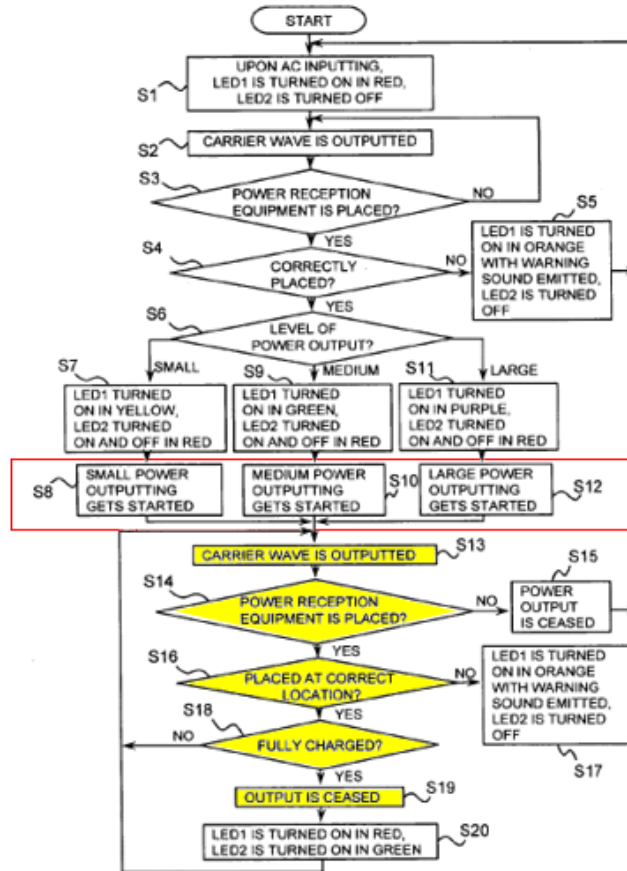 START
S1
UPON AC INPUTTING,
LED1 IS TURNED ON IN RED,
LED2 IS TURNED OFF
S2
CARRIER WAVE IS OUTPUTTED
S3
POWER RECEPTION
EQUIPMENT IS PLACED?
NO
YES
S4
CORRECTLY
PLACED?
NO
YES
S5
LED1 IS TURNED
ON IN ORANGE
WITH WARNING
SOUND EMITTED,
LED2 IS TURNED
OFF
S6
LEVEL OF
POWER OUTPUT?
SMALL
MEDIUM
LARGE
S7
LED1 TURNED
ON IN YELLOW,
LED2 TURNED
ON AND OFF IN RED
S9
LED1 TURNED
ON IN GREEN,
LED2 TURNED
ON AND OFF IN RED
S11
LED1 TURNED
ON IN PURPLE,
LED2 TURNED
ON AND OFF IN RED
S8
SMALL POWER
OUTPUTTING
GETS STARTED
MEDIUM POWER
OUTPUTTING
GETS STARTED
S10
LARGE POWER
OUTPUTTING
GETS STARTED
S12
CARRIER WAVE IS OUTPUTTED
S13
S14
POWER RECEPTION
EQUIPMENT IS PLACED?
NO
YES
S15
POWER
OUTPUT
IS CEASED
S16
PLACED AT CORRECT
LOCATION?
NO
YES
LED1 IS TURNED
ON IN ORANGE
WITH WARNING
SOUND EMITTED,
LED2 IS TURNED
OFF
S17
S18
FULLY CHARGED?
NO
YES
OUTPUT IS CEASED
S19
LED1 IS TURNED ON IN RED,
LED2 IS TURNED ON IN GREEN
S20